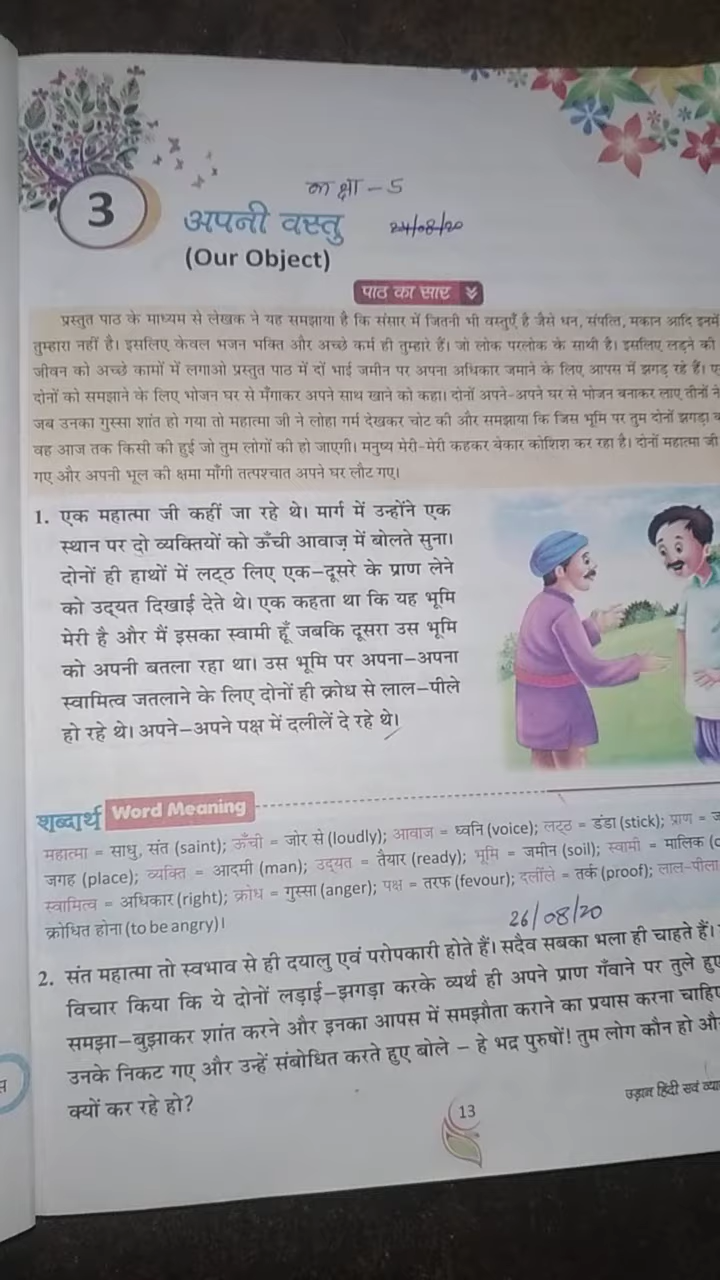 कक्षा - 5
3
अपनी वस्तु
24/08/20
(Our Object)
पाठ का सार
प्रस्तुत पाठ के माध्यम से लेखक ने यह समझाया है कि संसार में जितनी भी वस्तुएँ है जैसे धन, संपत्ति, मकान आदि इनमें
तुम्हारा नहीं है। इसलिए केवल भजन भक्ति और अच्छे कर्म ही तुम्हारे हैं। जो लोक परलोक के साथी है। इसलिए लड़ने की
जीवन को अच्छे कामों में लगाओ प्रस्तुत पाठ में दों भाई जमीन पर अपना अधिकार जमाने के लिए आपस में झगड़ रहे हैं।
दोनों को समझाने के लिए भोजन घर से मँगाकर अपने साथ खाने को कहा। दोनों अपने-अपने घर से भोजन बनाकर लाए तीनों ने
जब उनका गुस्सा शांत हो गया तो महात्मा जी ने लोहा गर्म देखकर चोट की और समझाया कि जिस भूमि पर तुम दोनों झगड़ा
वह आज तक किसी की हुई जो तुम लोगों की हो जाएगी। मनुष्य मेरी-मेरी कहकर बेकार कोशिश कर रहा है। दोनों महात्मा जी
गए और अपनी भूल की क्षमा माँगी तत्पश्चात अपने घर लौट गए।
1. एक महात्मा जी कहीं जा रहे थे। मार्ग में उन्होंने एक
स्थान पर दो व्यक्तियों को ऊँची आवाज़ में बोलते सुना।
दोनों ही हाथों में लट्ठ लिए एक-दूसरे के प्राण लेने
को उद्यत दिखाई देते थे। एक कहता था कि यह भूमि
मेरी है और मैं इसका स्वामी हूँ जबकि दूसरा उस भूमि
को अपनी बतला रहा था। उस भूमि पर अपना-अपना
स्वामित्व जतलाने के लिए दोनों ही क्रोध से लाल-पीले
हो रहे थे। अपने-अपने पक्ष में दलीलें दे रहे थे।
शब्दार्थ Word Meaning
महात्मा = साधु, संत (saint); ऊँची = जोर से (loudly); आवाज = ध्वनि (voice); लट्ठ = डंडा (stick); प्राण =
जगह (place); व्यक्ति = आदमी (man); उद्यत = तैयार (ready); भूमि = जमीन (soil); स्वामी = मालिक
स्वामित्व = अधिकार (right); क्रोध = गुस्सा (anger); पक्ष = तरफ (fevour); दलीलें = तर्क (proof); लाल-पीला
क्रोधित होना (to be angry)।
26/08/20
2. संत महात्मा तो स्वभाव से ही दयालु एवं परोपकारी होते हैं। सदैव सबका भला ही चाहते हैं।
विचार किया कि ये दोनों लड़ाई-झगड़ा करके व्यर्थ ही अपने प्राण गँवाने पर तुले हुए
समझा-बुझाकर शांत करने और इनका आपस में समझौता कराने का प्रयास करना चाहिए
उनके निकट गए और उन्हें संबोधित करते हुए बोले - हे भद्र पुरुषों! तुम लोग कौन हो
क्यों कर रहे हो?
13
उड़ान हिंदी सवं